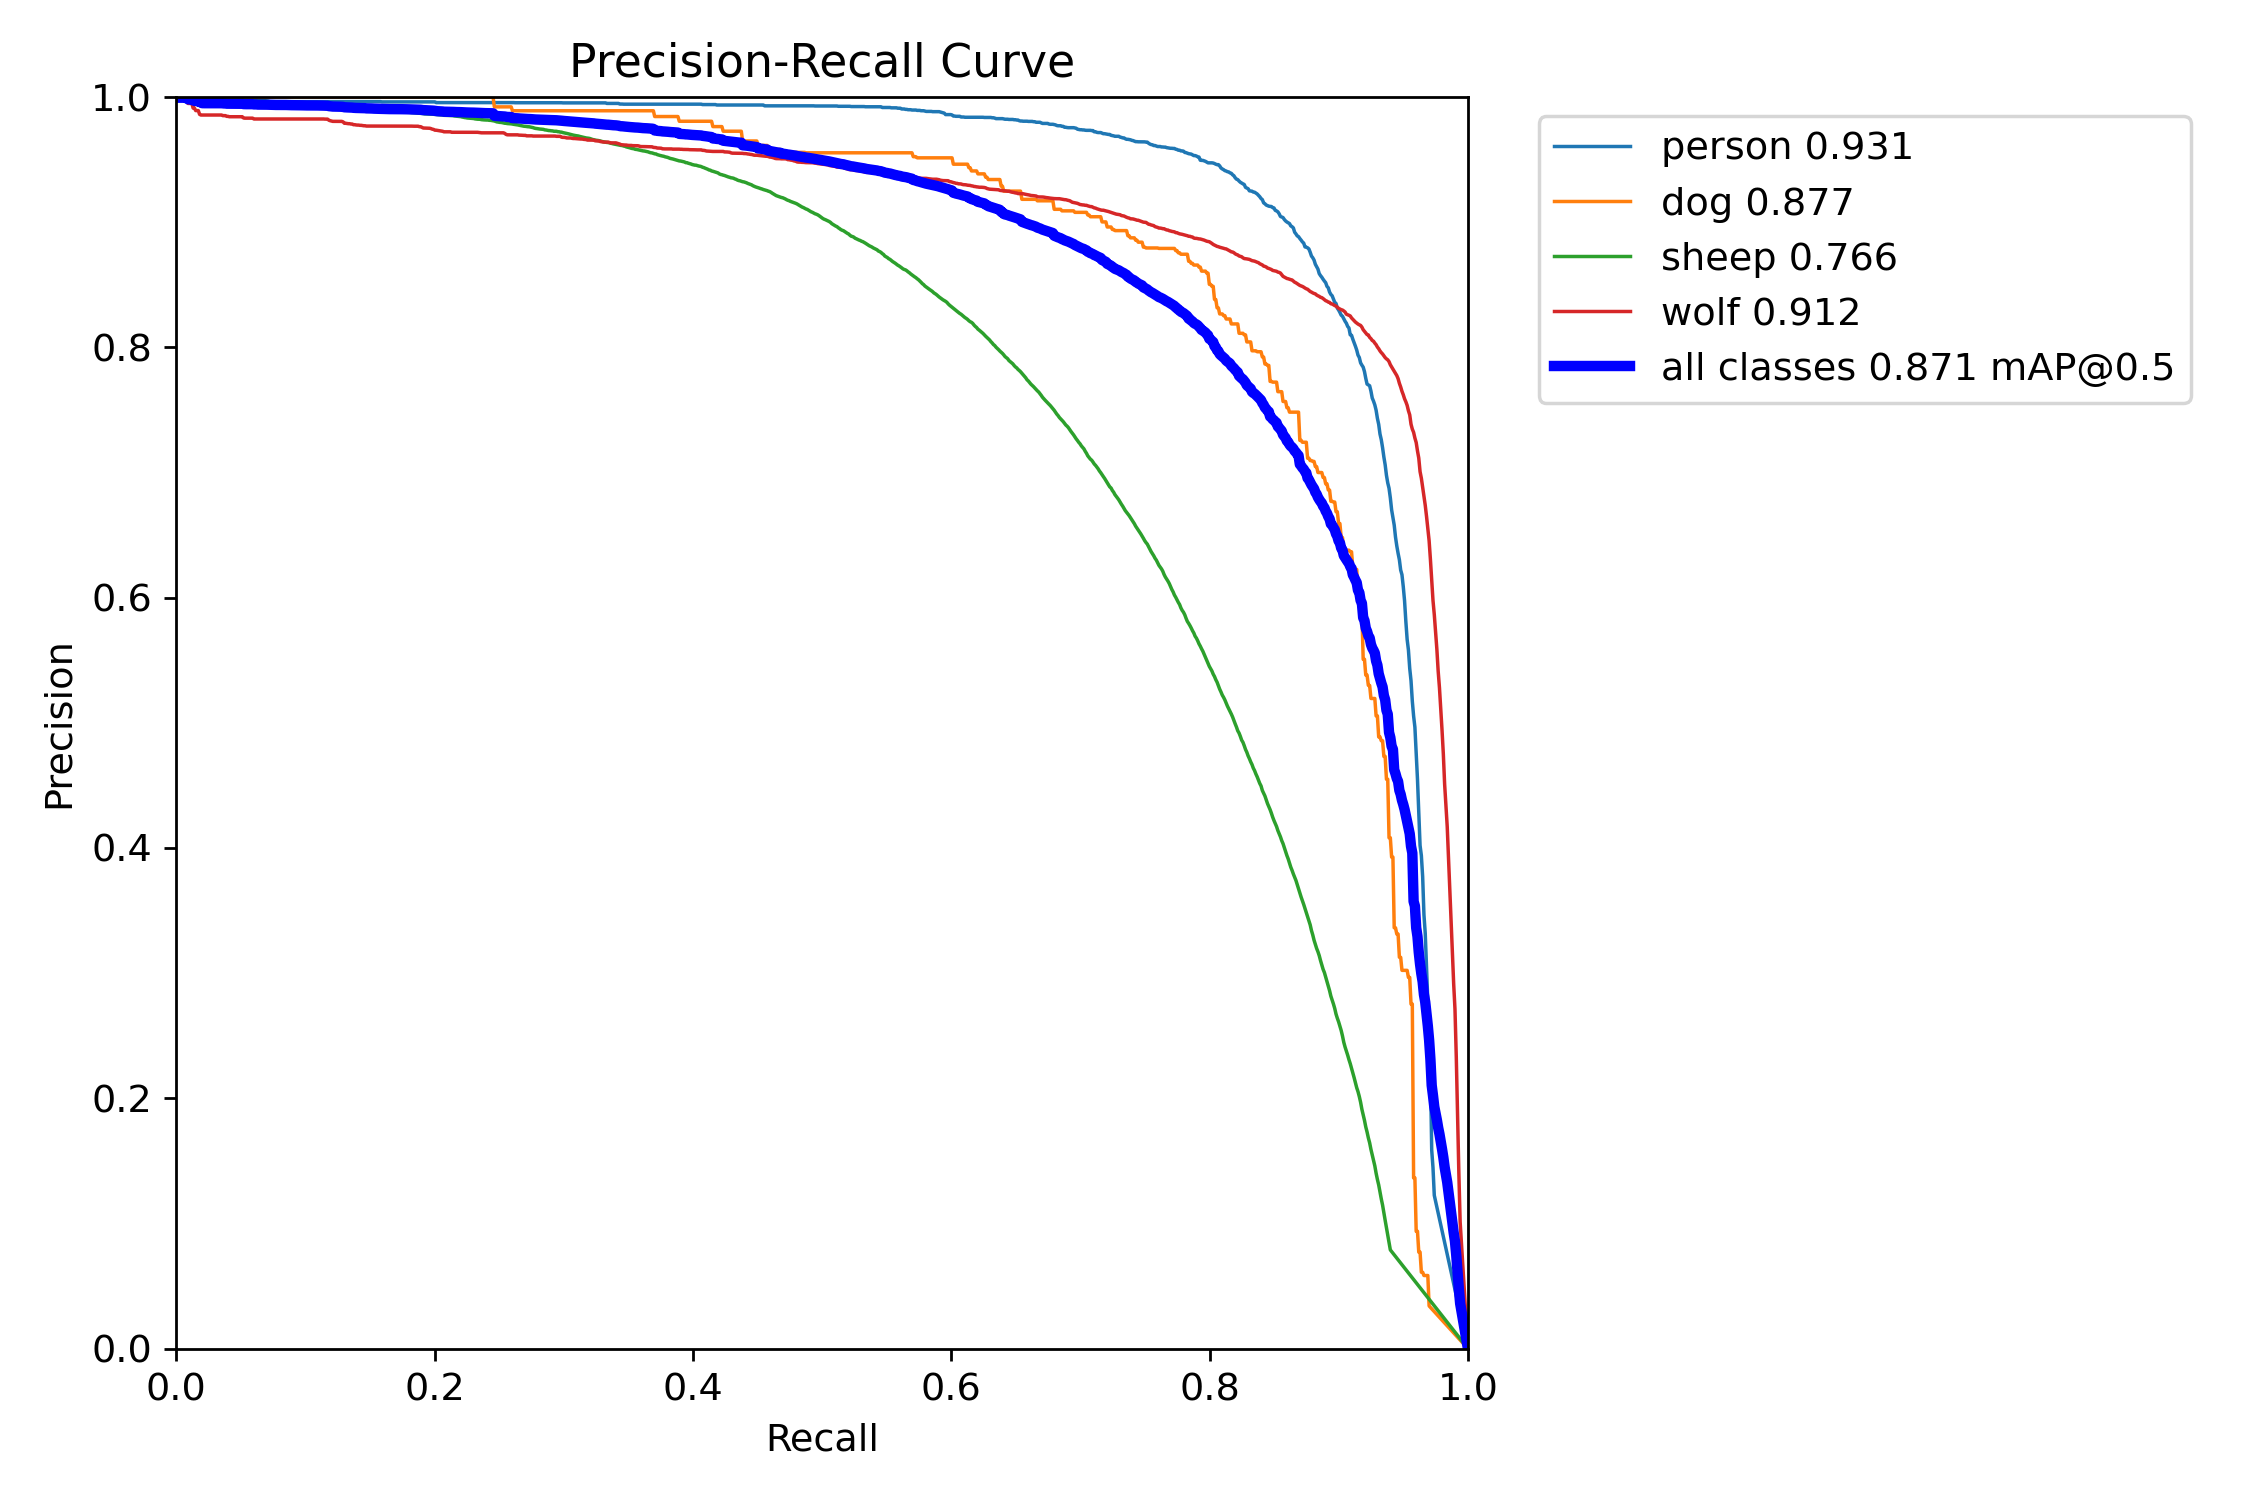 Precision-Recall Curve
1.0
0.8
0.6
0.4
0.2
0.0
Precision
0.0 0.2 0.4 0.6 0.8 1.0
Recall
person 0.931
dog 0.877
sheep 0.766
wolf 0.912
all classes 0.871 mAP@0.5